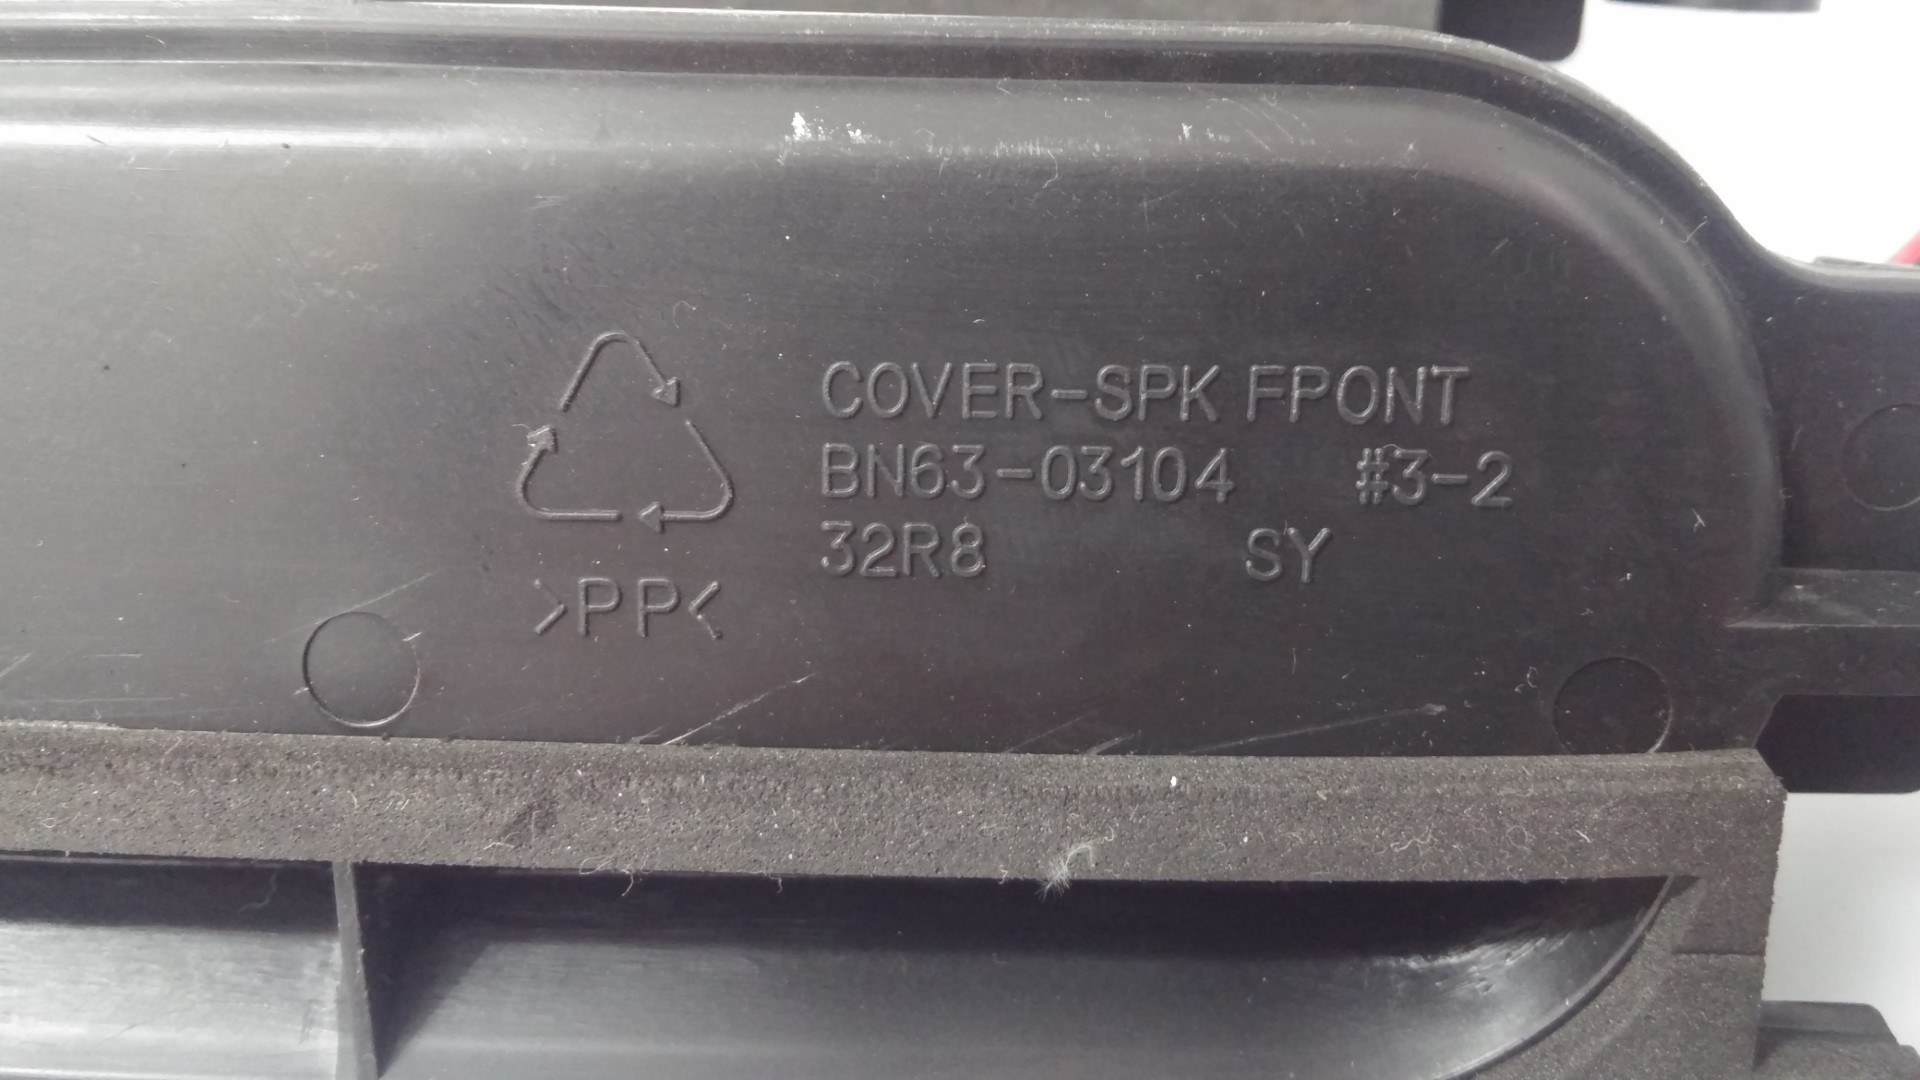 COVER-SPK FPONT
BN63-03104 #3-2
32R8 SY
>PP<